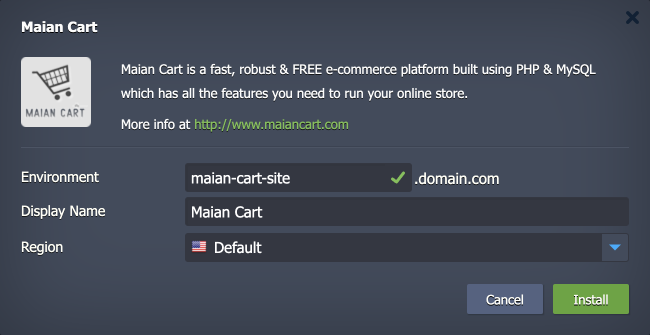 Maian Cart
MAIAN CART
Maian Cart is a fast, robust & FREE e-commerce platform built using PHP & MySQL
which has all the features you need to run your online store.
More info at http://www.maiancart.com
Environment maian-cart-site .domain.com
Display Name Maian Cart
Region Default
Cancel Install